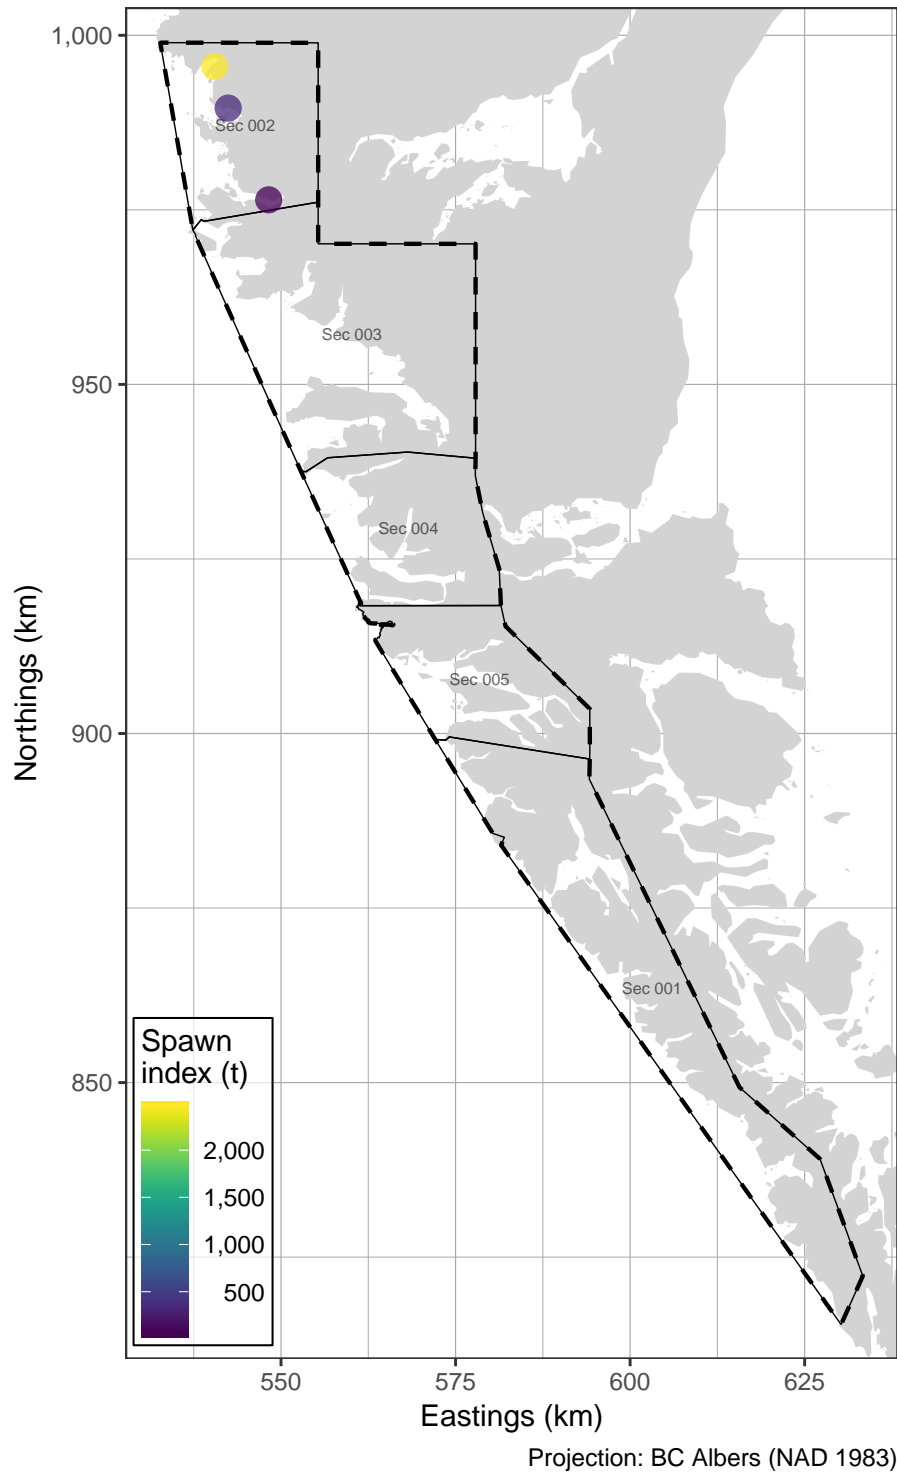 1,000
Sec 002
Sec 003
950
Sec 004
Sec 005
900
Northings (km)
Sec 001
850
Spawn
index (t)
2,000
1,500
1,000
500
550
575
600
625
Eastings (km)
Projection: BC Albers (NAD 1983)